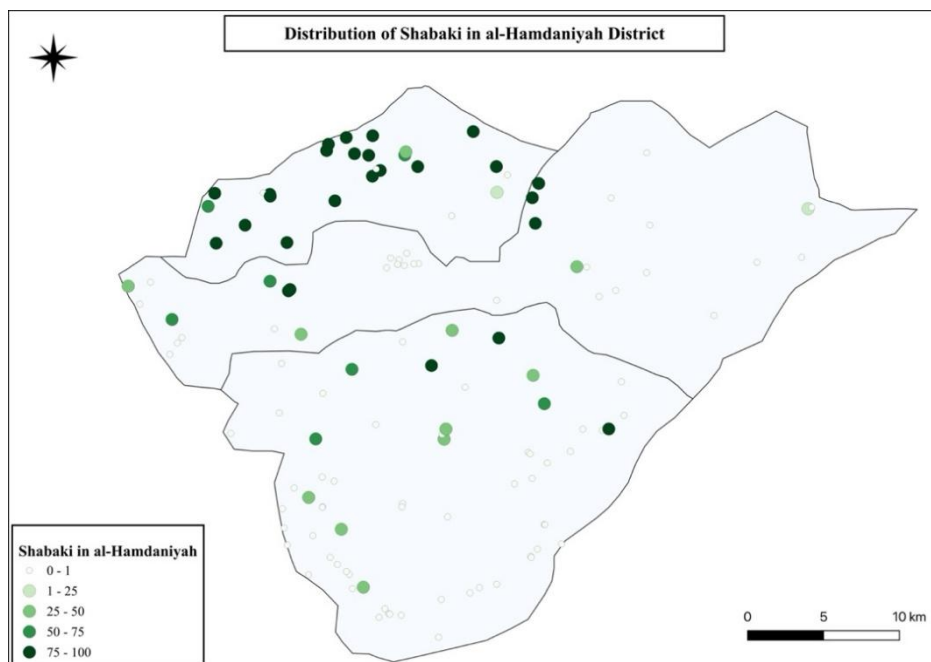 Distribution of Shabaki in al-Hamdaniyah District
Shabaki in al-Hamdaniyah
0 - 1
1 - 25
25 - 50
50 - 75
75 - 100
0 5 10 km